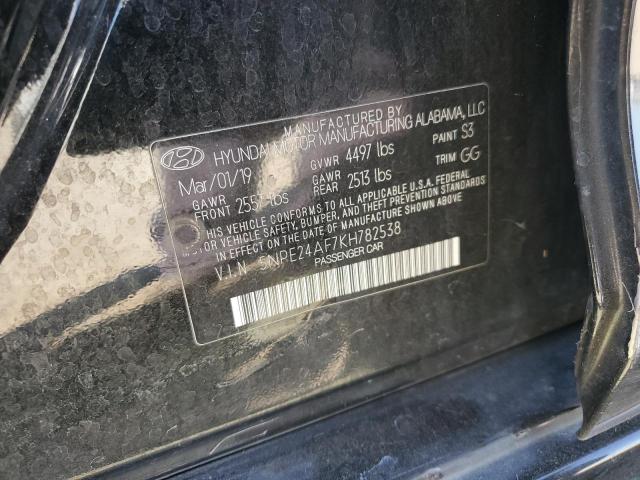 MANUFACTURED BY
HYUNDAI MOTOR MANUFACTURING ALABAMA, LLC
Mar/01/19 GVWR 4497 lbs PAINT S3
GAWR FRONT lbs GAWR REAR 2513 lbs TRIM GG
THIS VEHICLE CONFORMS TO ALL APPLICABLE U.S.A. FEDERAL
MOTOR VEHICLE SAFETY, BUMPER, AND THEFT PREVENTION STANDARDS
IN EFFECT ON THE DATE OF MANUFACTURE SHOWN ABOVE.
V.I.N 5NPE24AF7KH782538
PASSENGER CAR